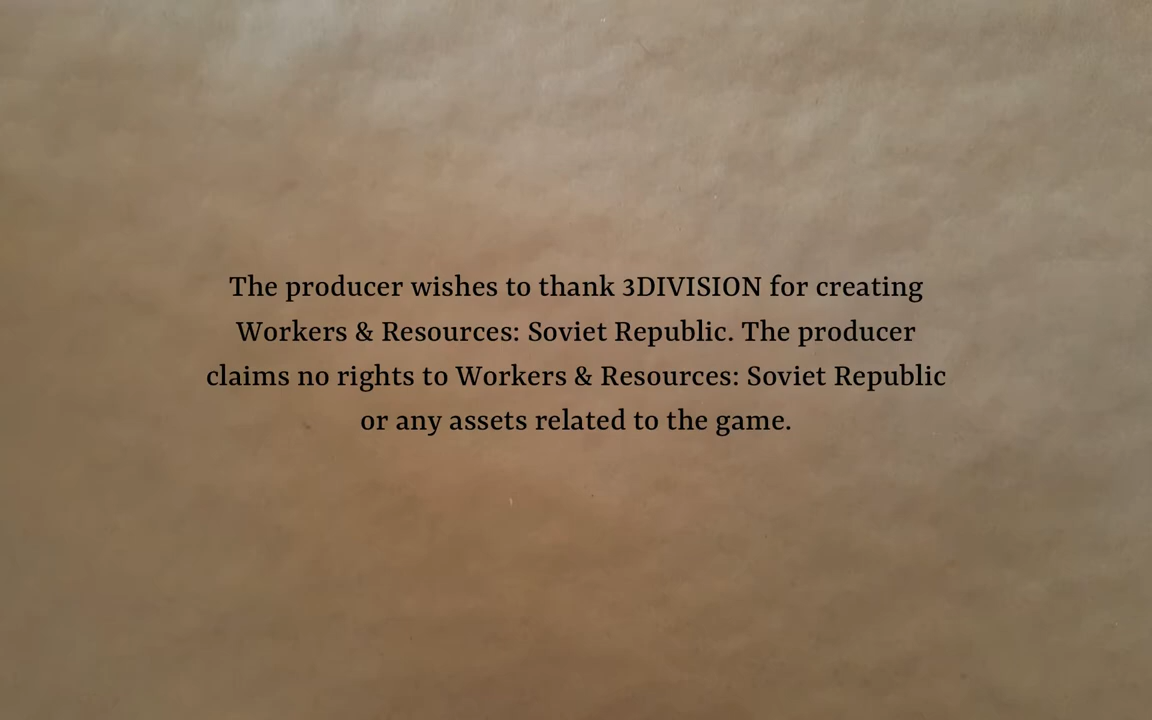 The producer wishes to thank 3DIVISION for creating
Workers & Resources: Soviet Republic. The producer
claims no rights to Workers & Resources: Soviet Republic
or any assets related to the game.